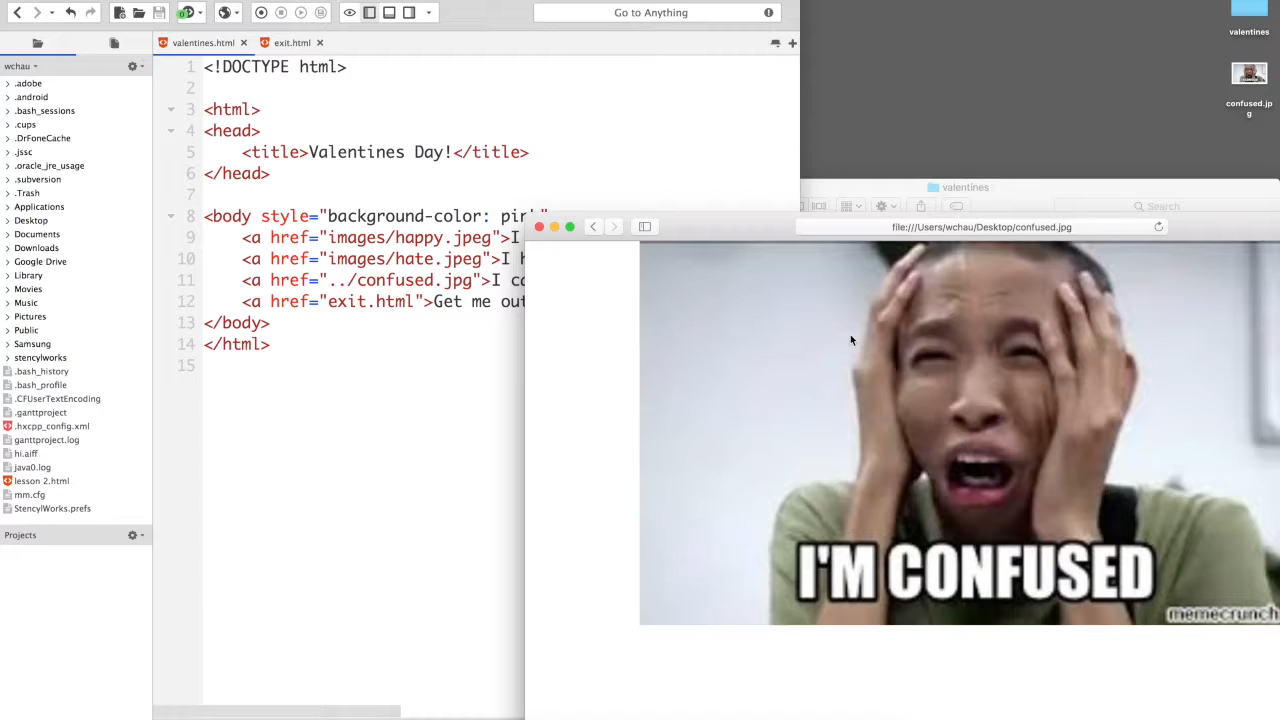 Go to Anything
valentines
confused.jp
g
valentines.html
exit.html
wchau
.adobe
.android
.bash_sessions
.cups
.DrFoneCache
.jssc
.oracle_jre_usage
.subversion
.Trash
Applications
Desktop
Documents
Downloads
Google Drive
Library
Movies
Music
Pictures
Public
Samsung
stencylworks
.bash_history
.bash_profile
.CFUserTextEncoding
.ganttproject
.hxcpp_config.xml
ganttproject.log
hi.aiff
java0.log
lesson 2.html
mm.cfg
StencylWorks.prefs
Projects
1 <!DOCTYPE html>
2
3 <html>
4 <head>
5 <title>Valentines Day!</title>
6 </head>
7
8 <body style="background-color: pink"
9 <a href="images/happy.jpeg">I
10 <a href="images/hate.jpeg">I h
11 <a href="../confused.jpg">I ca
12 <a href="exit.html">Get me out
13 </body>
14 </html>
15
valentines
Search
file:///Users/wchau/Desktop/confused.jpg
I'M CONFUSED
memecrunch